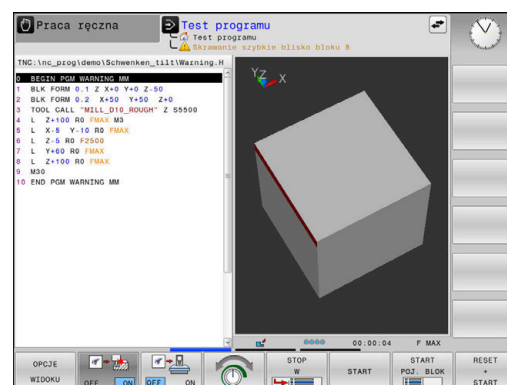 Praca ręczna
Test programu
Test programu
Skrawanie szybkie blisko bloku 8
TNC:\nc_prog\demo\Schwenken_tilt\Warning.H
0 BEGIN PGM WARNING MM
1 BLK FORM 0.1 Z X+0 Y+0 Z-50
2 BLK FORM 0.2 X+50 Y+50 Z+0
3 TOOL CALL "MILL_D10_ROUGH" Z S5500
4 L Z+100 R0 FMAX M3
5 L X-5 Y-10 R0 FMAX
6 L Z-5 R0 F2500
7 L Y+60 R0 FMAX
8 L Z+100 R0 FMAX
9 M30
10 END PGM WARNING MM
Y Z X
00:00:04 F MAX
OPCJE WIDOKU
OFF ON
OFF ON
STOP W
START
START POJ. BLOK
RESET + START